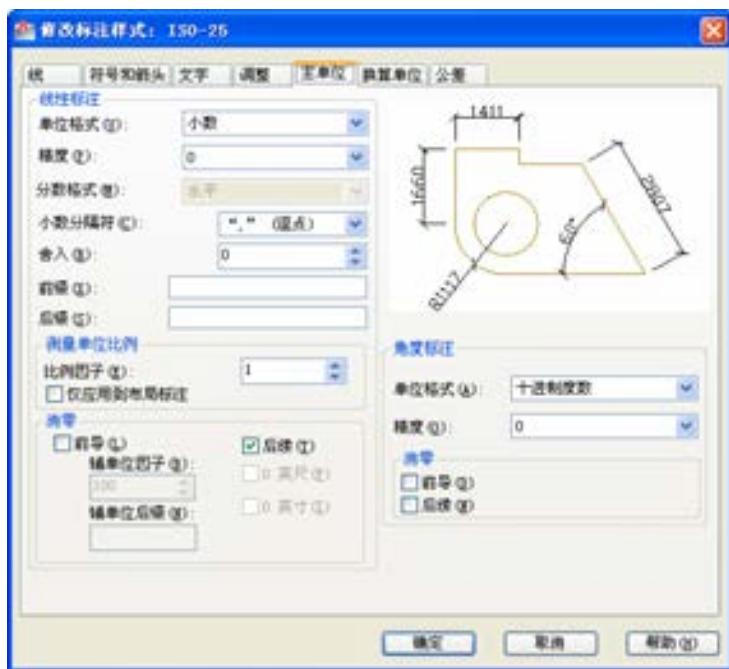 修改标注样式: ISO-25
线 符号和箭头 文字 调整 主单位 换算单位 公差
线性标注
单位格式(U): 小数
精度(P): 0
分数格式(M): 水平
小数分隔符(C): “.” (句点)
舍入(R): 0
前缀(X):
后缀(S):
测量单位比例
比例因子(E): 1
仅应用到布局标注
消零
前导(L) 后续(T)
辅单位因子(B): 0 英尺(F)
100
辅单位后缀(N): 0 英寸(I)
1411
1660
2807
60°
R1117
角度标注
单位格式(A): 十进制度数
精度(O): 0
消零
前导(D)
后续(N)
确定 取消 帮助(H)